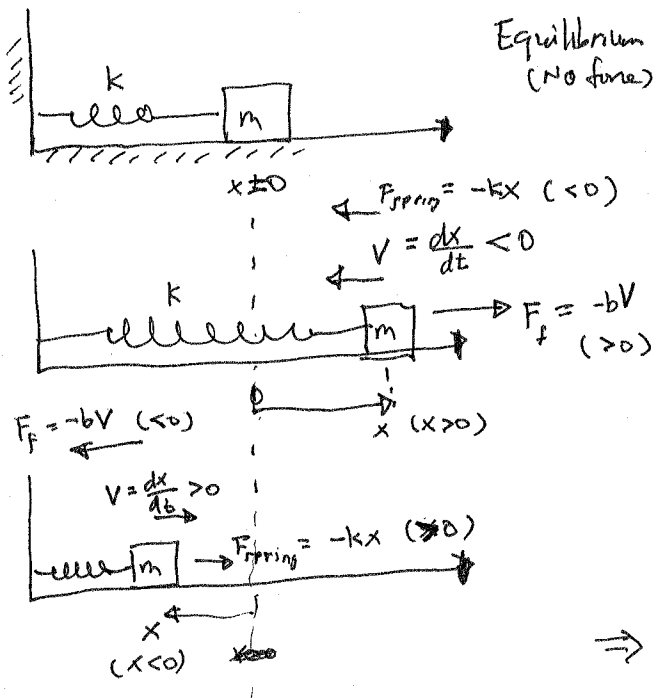 Equilibrium
(No force)
k
m
x=0
F_spring = -kx (<0)
V = dx/dt <0
k
m
F_f = -bV
(>0)
0
x (x>0)
F_f = -bV (<0)
V = dx/dt >0
m
F_spring = -kx (>0)
x
(x<0)
⇒